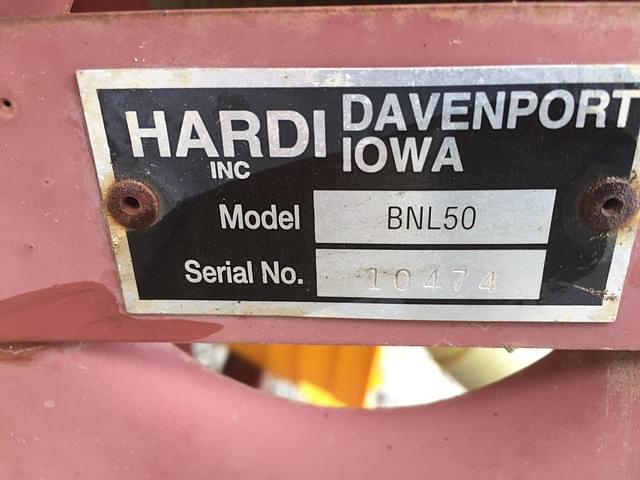 HARDI INC DAVENPORT IOWA
Model BNL50
Serial No. 10474